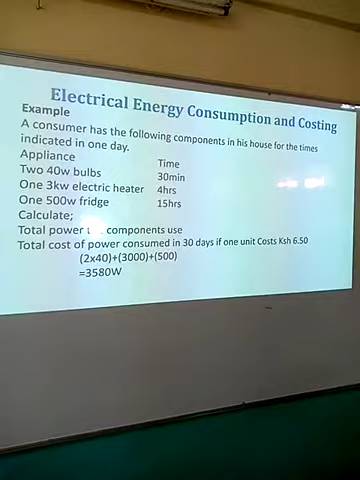 Electrical Energy Consumption and Costing
Example
A consumer has the following components in his house for the times
indicated in one day.
Appliance Time
Two 40w bulbs 30min
One 3kw electric heater 4hrs
One 500w fridge 15hrs
Calculate;
Total power components use
Total cost of power consumed in 30 days if one unit Costs Ksh 6.50
(2x40)+(3000)+(500)
=3580W